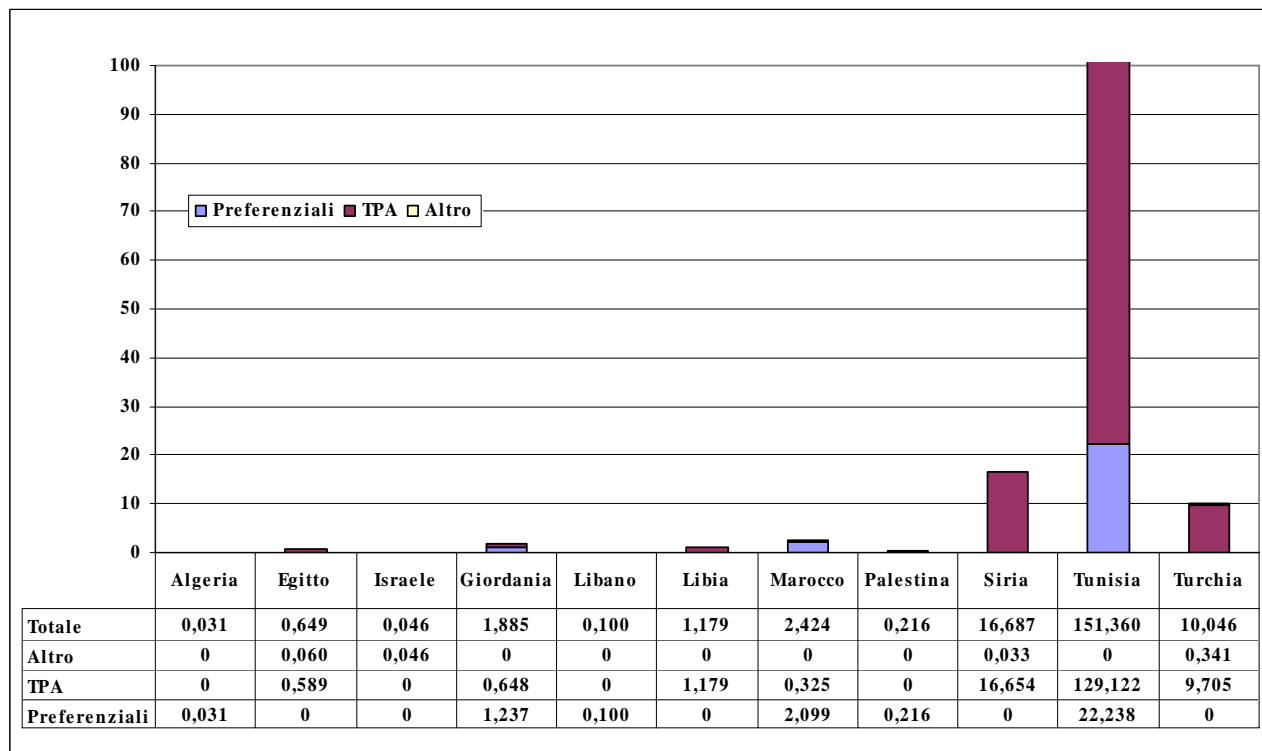 100
90
80
70
Preferenziali TPA Altro
60
50
40
30
20
10
0
Algeria Egitto Israele Giordania Libano Libia Marocco Palestina Siria Tunisia Turchia
Totale 0,031 0,649 0,046 1,885 0,100 1,179 2,424 0,216 16,687 151,360 10,046
Altro 0 0,060 0,046 0 0 0 0 0 0,033 0 0,341
TPA 0 0,589 0 0,648 0 1,179 0,325 0 16,654 129,122 9,705
Preferenziali 0,031 0 0 1,237 0,100 0 2,099 0,216 0 22,238 0